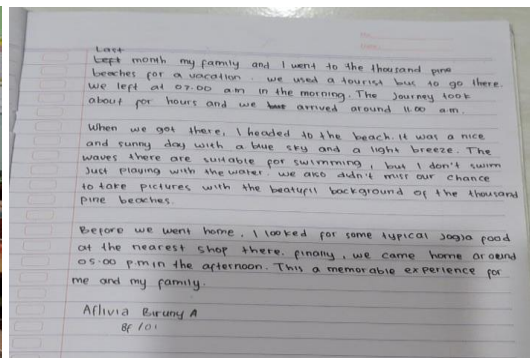 Last
Left month my family and I went to the thousand pine
beaches for a vacation. we used a tourist bus to go there.
We left at 07.00 am in the morning. The Journey took
about for hours and we arrived around 11.00 a.m.
When we got there, I headed to the beach. It was a nice
and sunny day with a blue sky and a light breeze. The
waves there are suitable for swimming, but I don't swim
Just playing with the water. we also didn't miss our chance
to take pictures with the beatufil background of the thousand
pine beaches.
Before we went home, I looked for some typical Jogja food
at the nearest shop there. finally, we came home around
05.00 p.m in the afternoon. This a memorable experience for
me and my family.
Aflivia Biruny A
8F / 01